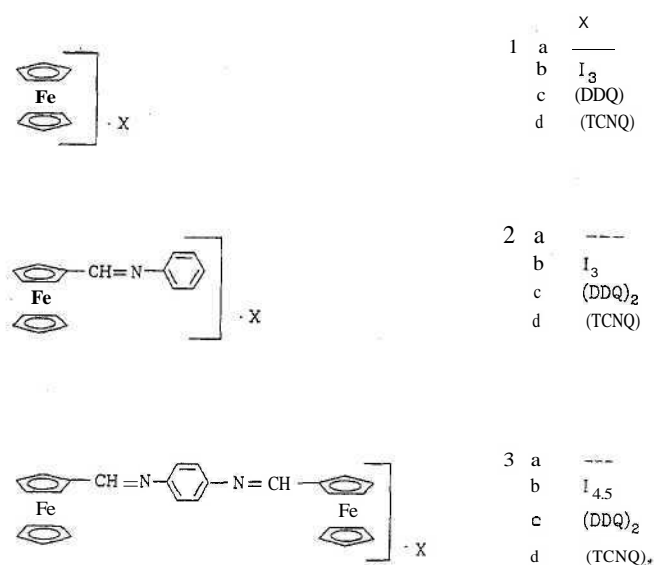 X
1 a ——
b I₃
Fe
c (DDQ)
· X
d (TCNQ)
2 a ----
CH=N
b I₃
Fe
c (DDQ)₂
· X
d (TCNQ)
3 a ---
CH=N N=CH
b I₄.₅
Fe Fe
c (DDQ)₂
· X
d (TCNQ)